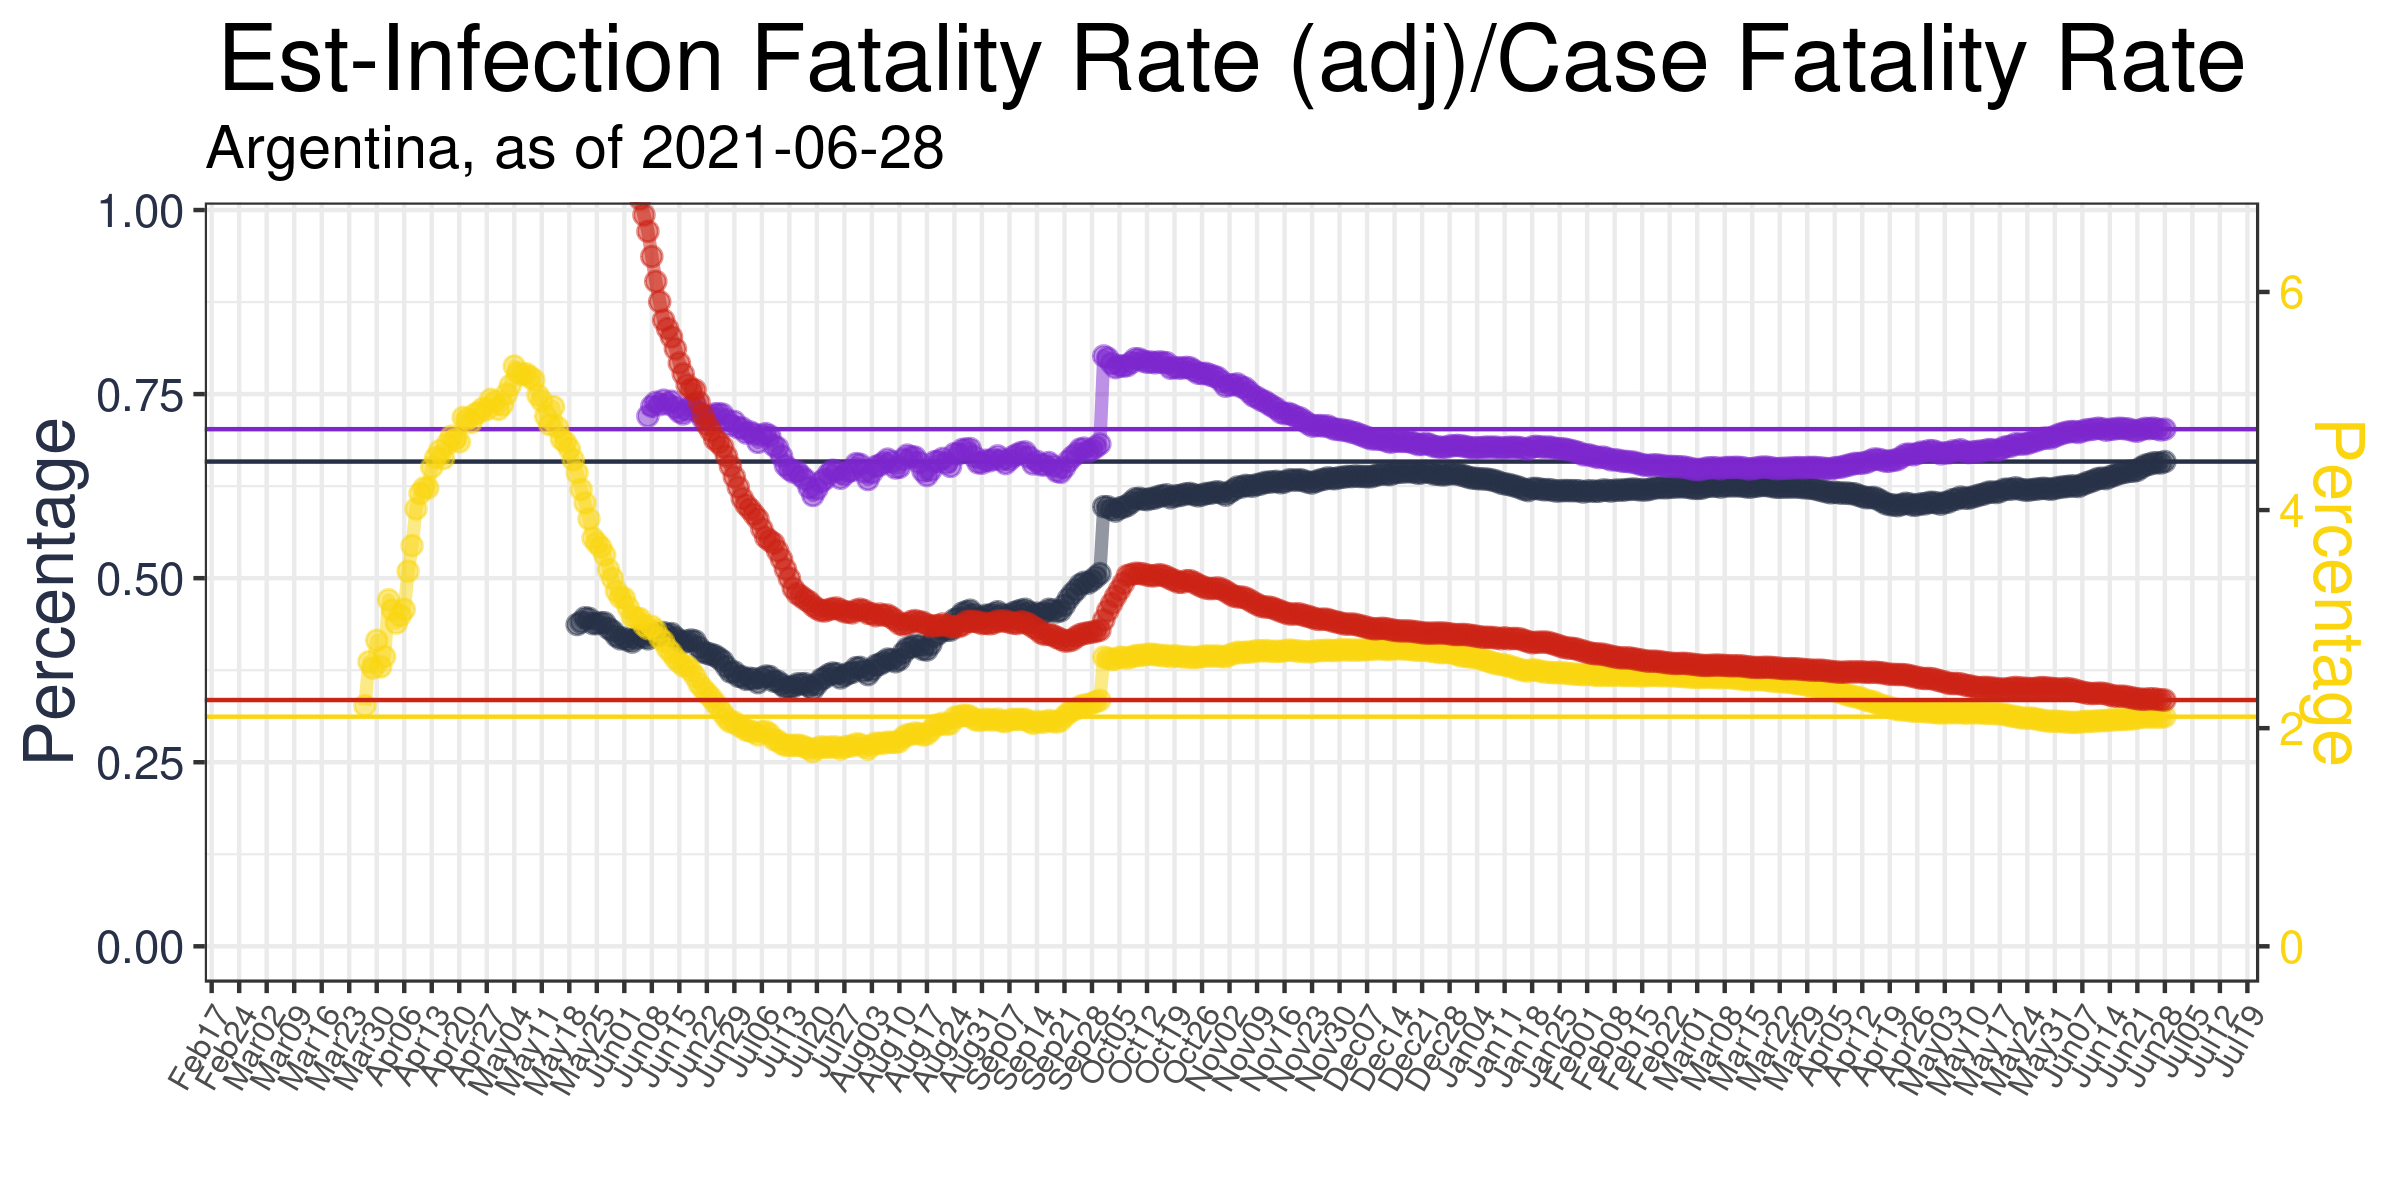 Est-Infection Fatality Rate (adj)/Case Fatality Rate
Argentina, as of 2021-06-28
Percentage
1.00
0.75
0.50
0.25
0.00
6
4
2
0
Percentage
Feb17
Feb24
Mar02
Mar09
Mar16
Mar23
Mar30
Apr06
Apr13
Apr20
Apr27
May04
May11
May18
May25
Jun01
Jun08
Jun15
Jun22
Jun29
Jul06
Jul13
Jul20
Jul27
Aug03
Aug10
Aug17
Aug24
Aug31
Sep07
Sep14
Sep21
Sep28
Oct05
Oct12
Oct19
Oct26
Nov02
Nov09
Nov16
Nov23
Nov30
Dec07
Dec14
Dec21
Dec28
Jan04
Jan11
Jan18
Jan25
Feb01
Feb08
Feb15
Feb22
Mar01
Mar08
Mar15
Mar22
Mar29
Apr05
Apr12
Apr19
Apr26
May03
May10
May17
May24
May31
Jun07
Jun14
Jun21
Jun28
Jul05
Jul12
Jul19